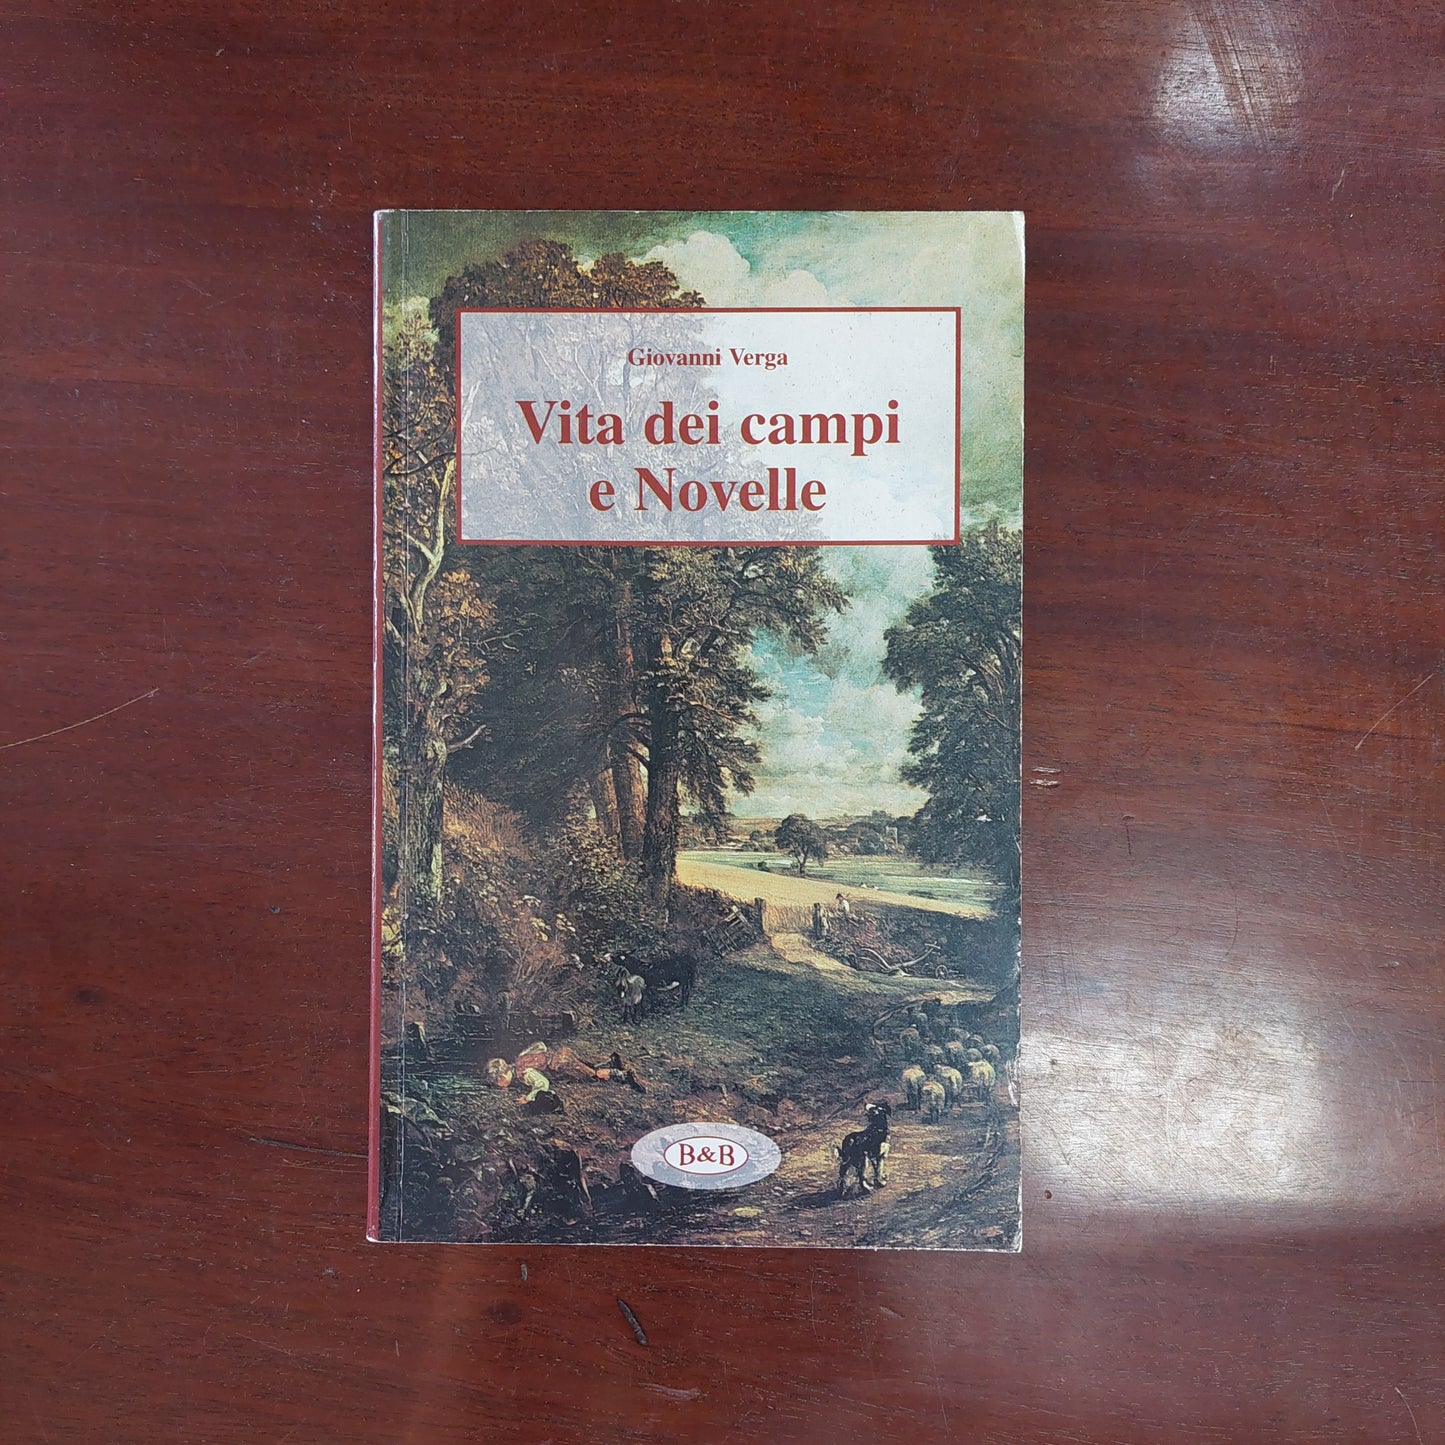 Giovanni Verga
Vita dei campi
e Novelle
B&B